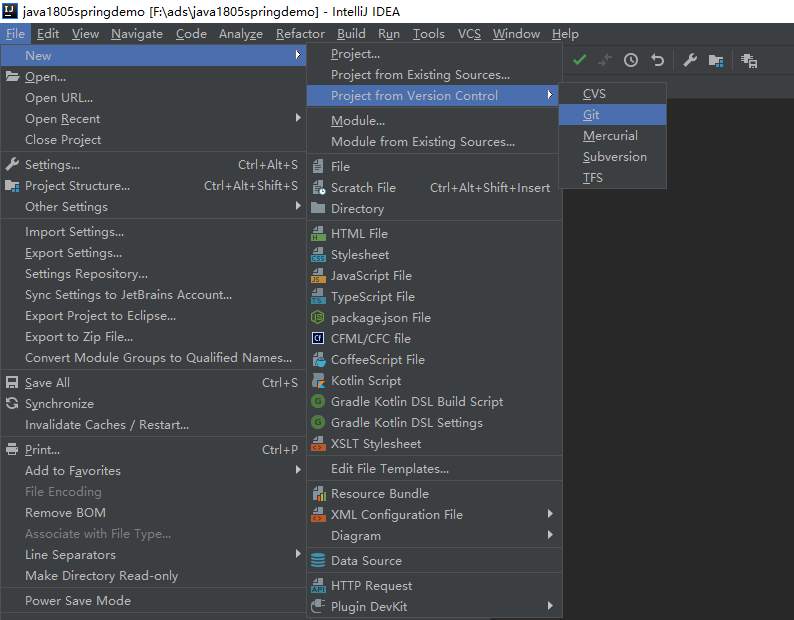 java1805springdemo [F:\ads\java1805springdemo] - IntelliJ IDEA
File Edit View Navigate Code Analyze Refactor Build Run Tools VCS Window Help
New
Open...
Open URL...
Open Recent
Close Project
Settings... Ctrl+Alt+S
Project Structure... Ctrl+Alt+Shift+S
Other Settings
Import Settings...
Export Settings...
Settings Repository...
Sync Settings to JetBrains Account...
Export Project to Eclipse...
Export to Zip File...
Convert Module Groups to Qualified Names...
Save All Ctrl+S
Synchronize
Invalidate Caches / Restart...
Print... Ctrl+P
Add to Favorites
File Encoding
Remove BOM
Associate with File Type...
Line Separators
Make Directory Read-only
Power Save Mode
Project...
Project from Existing Sources...
Project from Version Control
Module...
Module from Existing Sources...
File
Scratch File Ctrl+Alt+Shift+Insert
Directory
HTML File
Stylesheet
JavaScript File
TypeScript File
package.json File
CFML/CFC file
CoffeeScript File
Kotlin Script
Gradle Kotlin DSL Build Script
Gradle Kotlin DSL Settings
XSLT Stylesheet
Edit File Templates...
Resource Bundle
XML Configuration File
Diagram
Data Source
HTTP Request
Plugin DevKit
CVS
Git
Mercurial
Subversion
TFS